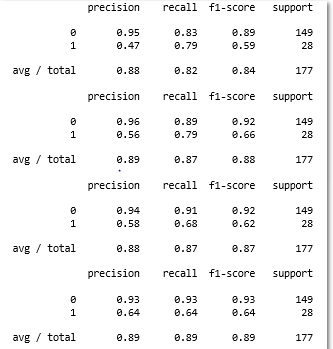 precision recall f1-score support
0 0.95 0.83 0.89 149
1 0.47 0.79 0.59 28
avg / total 0.88 0.82 0.84 177
precision recall f1-score support
0 0.96 0.89 0.92 149
1 0.56 0.79 0.66 28
avg / total 0.89 0.87 0.88 177
precision recall f1-score support
0 0.94 0.91 0.92 149
1 0.58 0.68 0.62 28
avg / total 0.88 0.87 0.87 177
precision recall f1-score support
0 0.93 0.93 0.93 149
1 0.64 0.64 0.64 28
avg / total 0.89 0.89 0.89 177